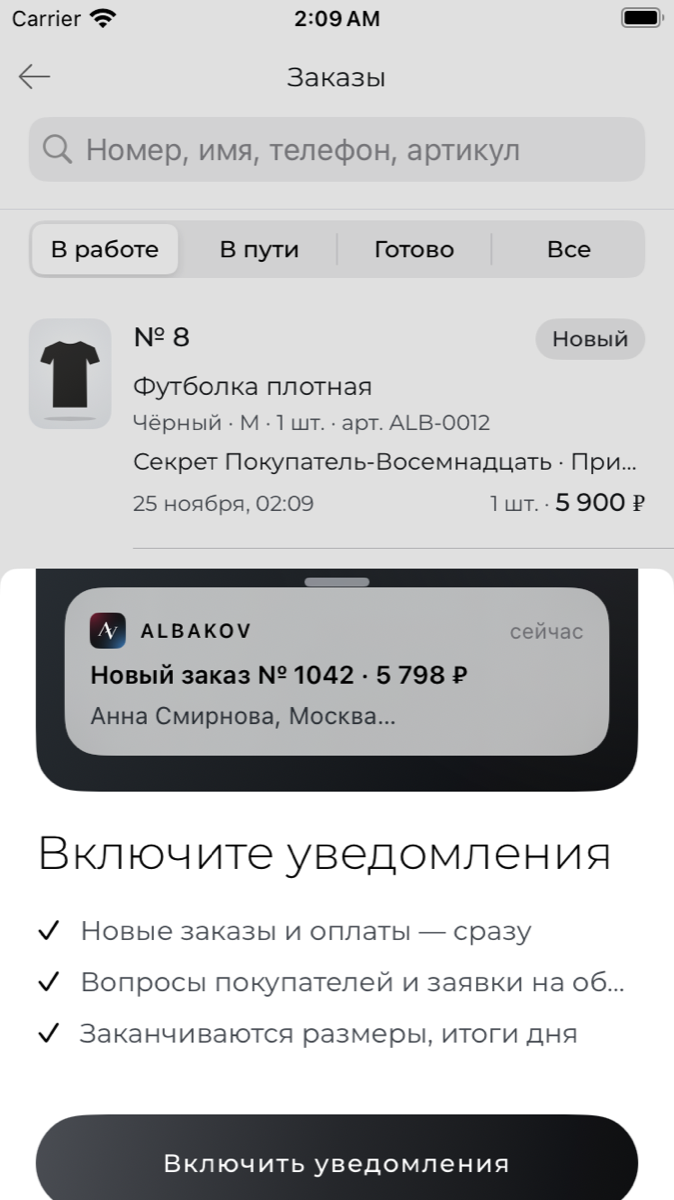 Carrier 2:09 AM
Заказы
Номер, имя, телефон, артикул
В работе В пути Готово Все
№ 8 Новый
Футболка плотная
Чёрный · M · 1 шт. · арт. ALB-0012
Секрет Покупатель-Восемнадцать · При...
25 ноября, 02:09 1 шт. · 5 900 ₽
ALBAKOV сейчас
Новый заказ № 1042 · 5 798 ₽
Анна Смирнова, Москва...
Включите уведомления
Новые заказы и оплаты — сразу
Вопросы покупателей и заявки на об...
Заканчиваются размеры, итоги дня
Включить уведомления